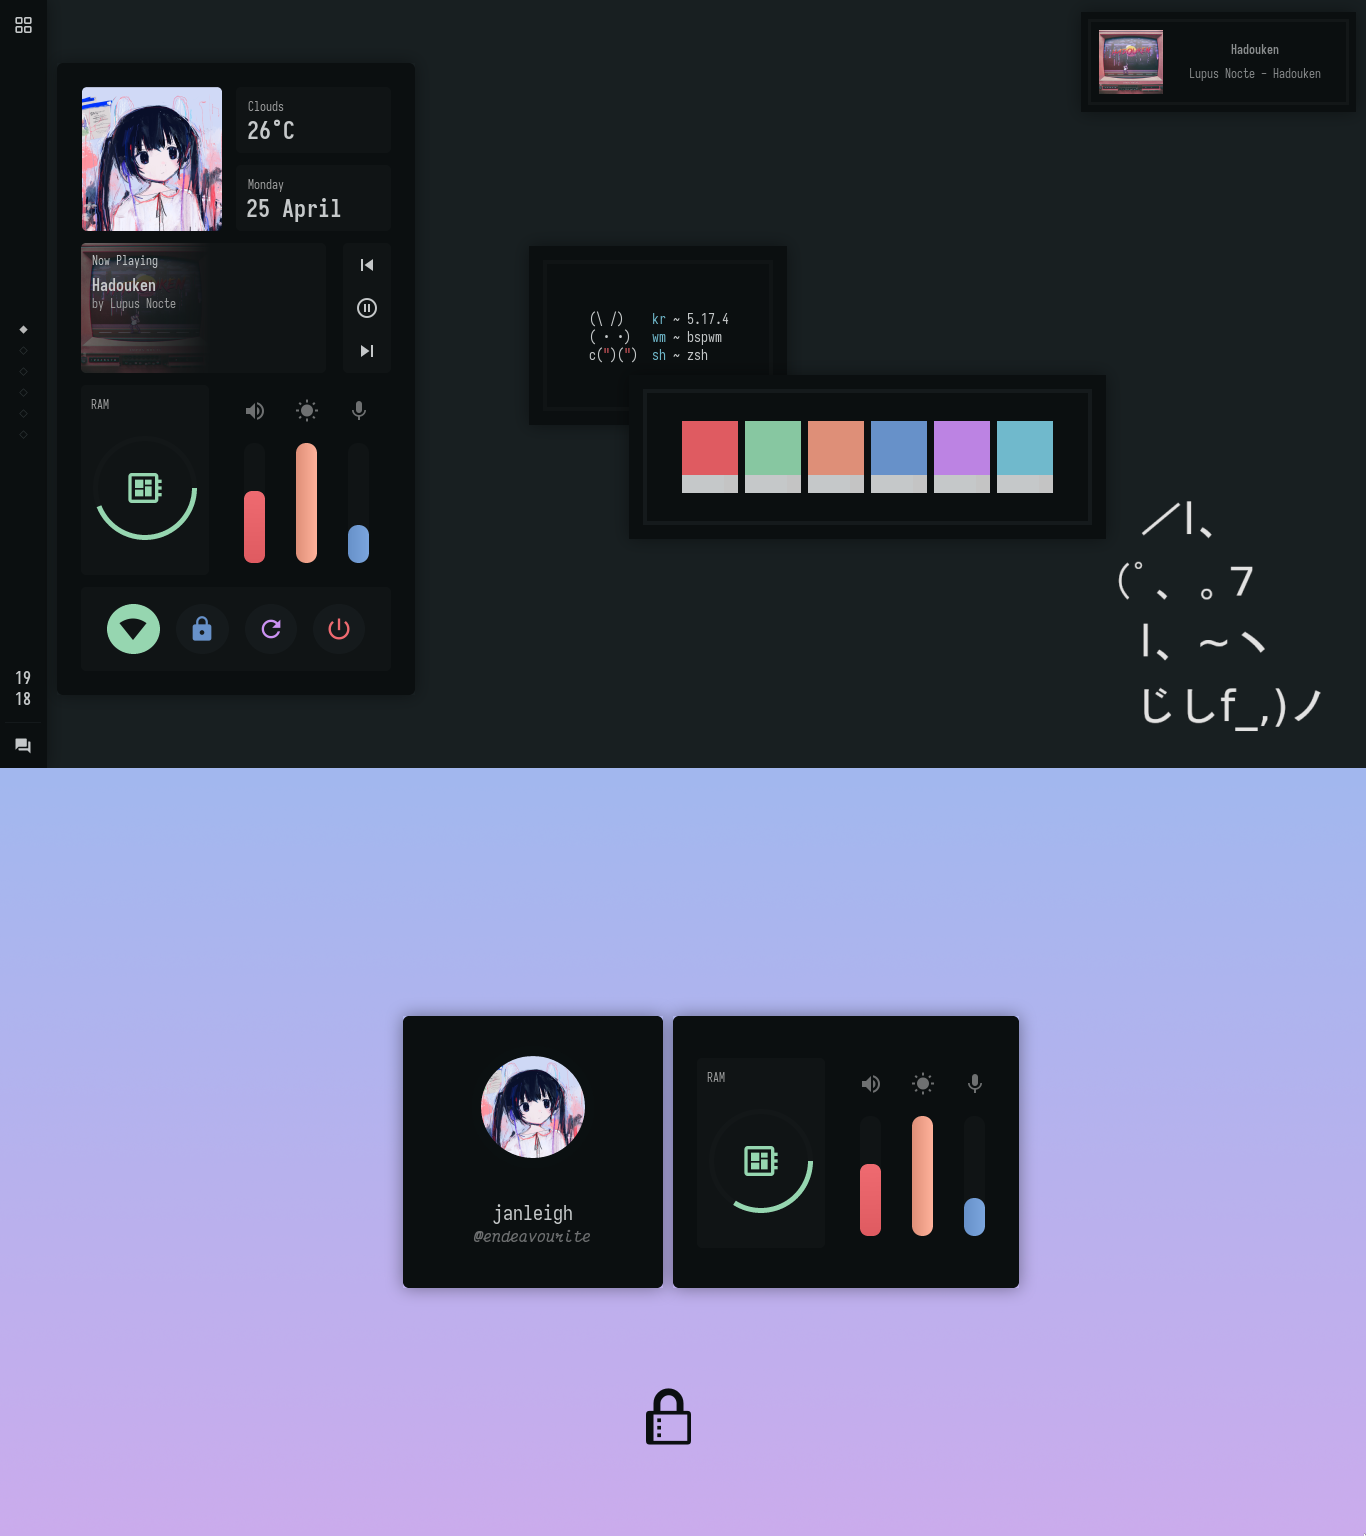 Clouds
26°C
Monday
25 April
Now Playing
Hadouken
by Lupus Nocte
RAM
19
18
Hadouken
Lupus Nocte - Hadouken
(\ /) kr ~ 5.17.4
( · ·) wm ~ bspwm
c(")(") sh ~ zsh
／l、
(ﾟ､ 。7
l、 ~ヽ
じしf_,)ノ
janleigh
@endeavourite
RAM